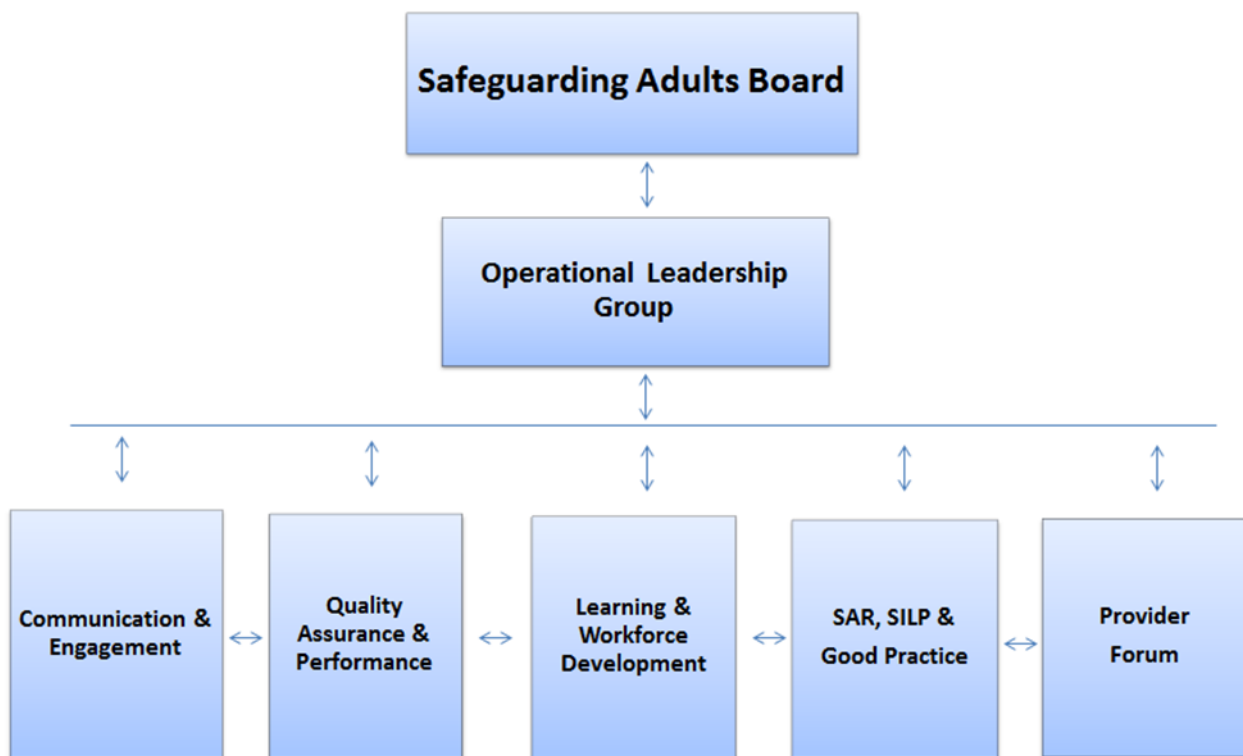 Safeguarding Adults Board
Operational Leadership
Group
Communication &
Engagement
Quality
Assurance &
Performance
Learning &
Workforce
Development
SAR, SILP &
Good Practice
Provider
Forum